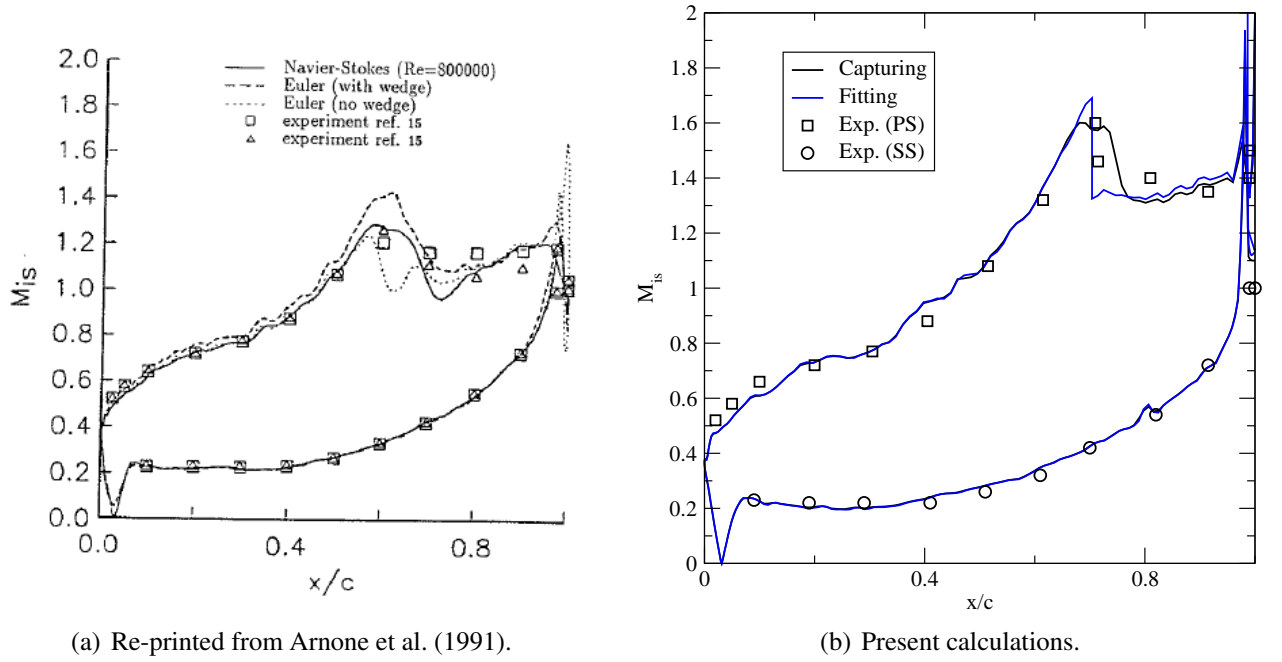 2.0
1.8
1.6
1.4
1.2
1.0
0.8
0.6
0.4
0.2
0.0
Mis
0.0
0.4
0.8
x/c
Navier-Stokes (Re=800000)
Euler (with wedge)
Euler (no wedge)
experiment ref. 15
experiment ref. 15
(a) Re-printed from Arnone et al. (1991).
2
1.8
1.6
1.4
1.2
1
0.8
0.6
0.4
0.2
0
Mis
0
0.4
0.8
x/c
Capturing
Fitting
Exp. (PS)
Exp. (SS)
(b) Present calculations.